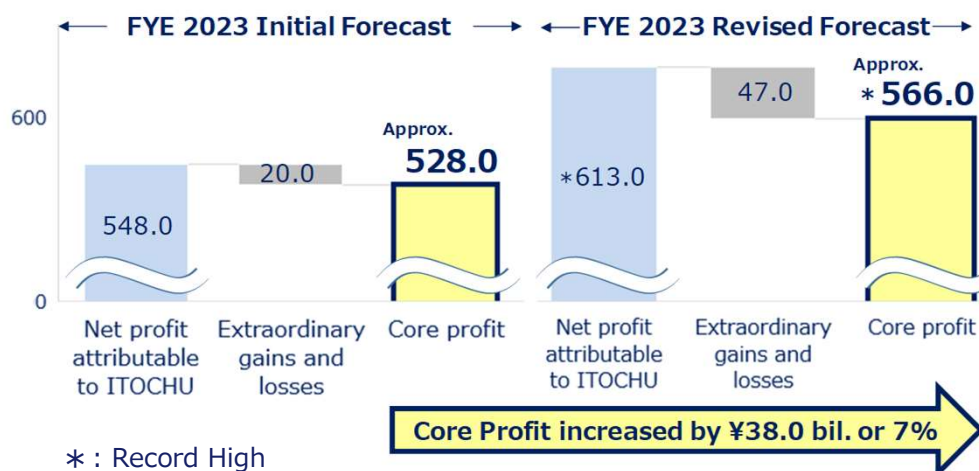 FYE 2023 Initial Forecast
FYE 2023 Revised Forecast
600
0
548.0
20.0
Approx.
528.0
*613.0
47.0
Approx.
*566.0
Net profit
attributable
to ITOCHU
Extraordinary
gains and
losses
Core profit
Net profit
attributable
to ITOCHU
Extraordinary
gains and
losses
Core profit
Core Profit increased by ¥38.0 bil. or 7%
* : Record High